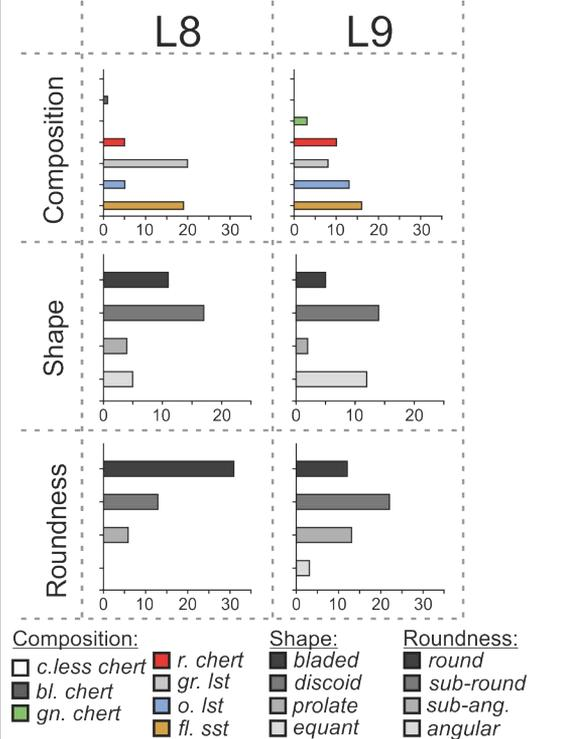 L8 L9
Composition
0 10 20 30 0 10 20 30
Shape
0 10 20 0 10 20
Roundness
0 10 20 30 0 10 20 30
Composition:
c.less chert
bl. chert
gn. chert
r. chert
gr. lst
o. lst
fl. sst
Shape:
bladed
discoid
prolate
equant
Roundness:
round
sub-round
sub-ang.
angular